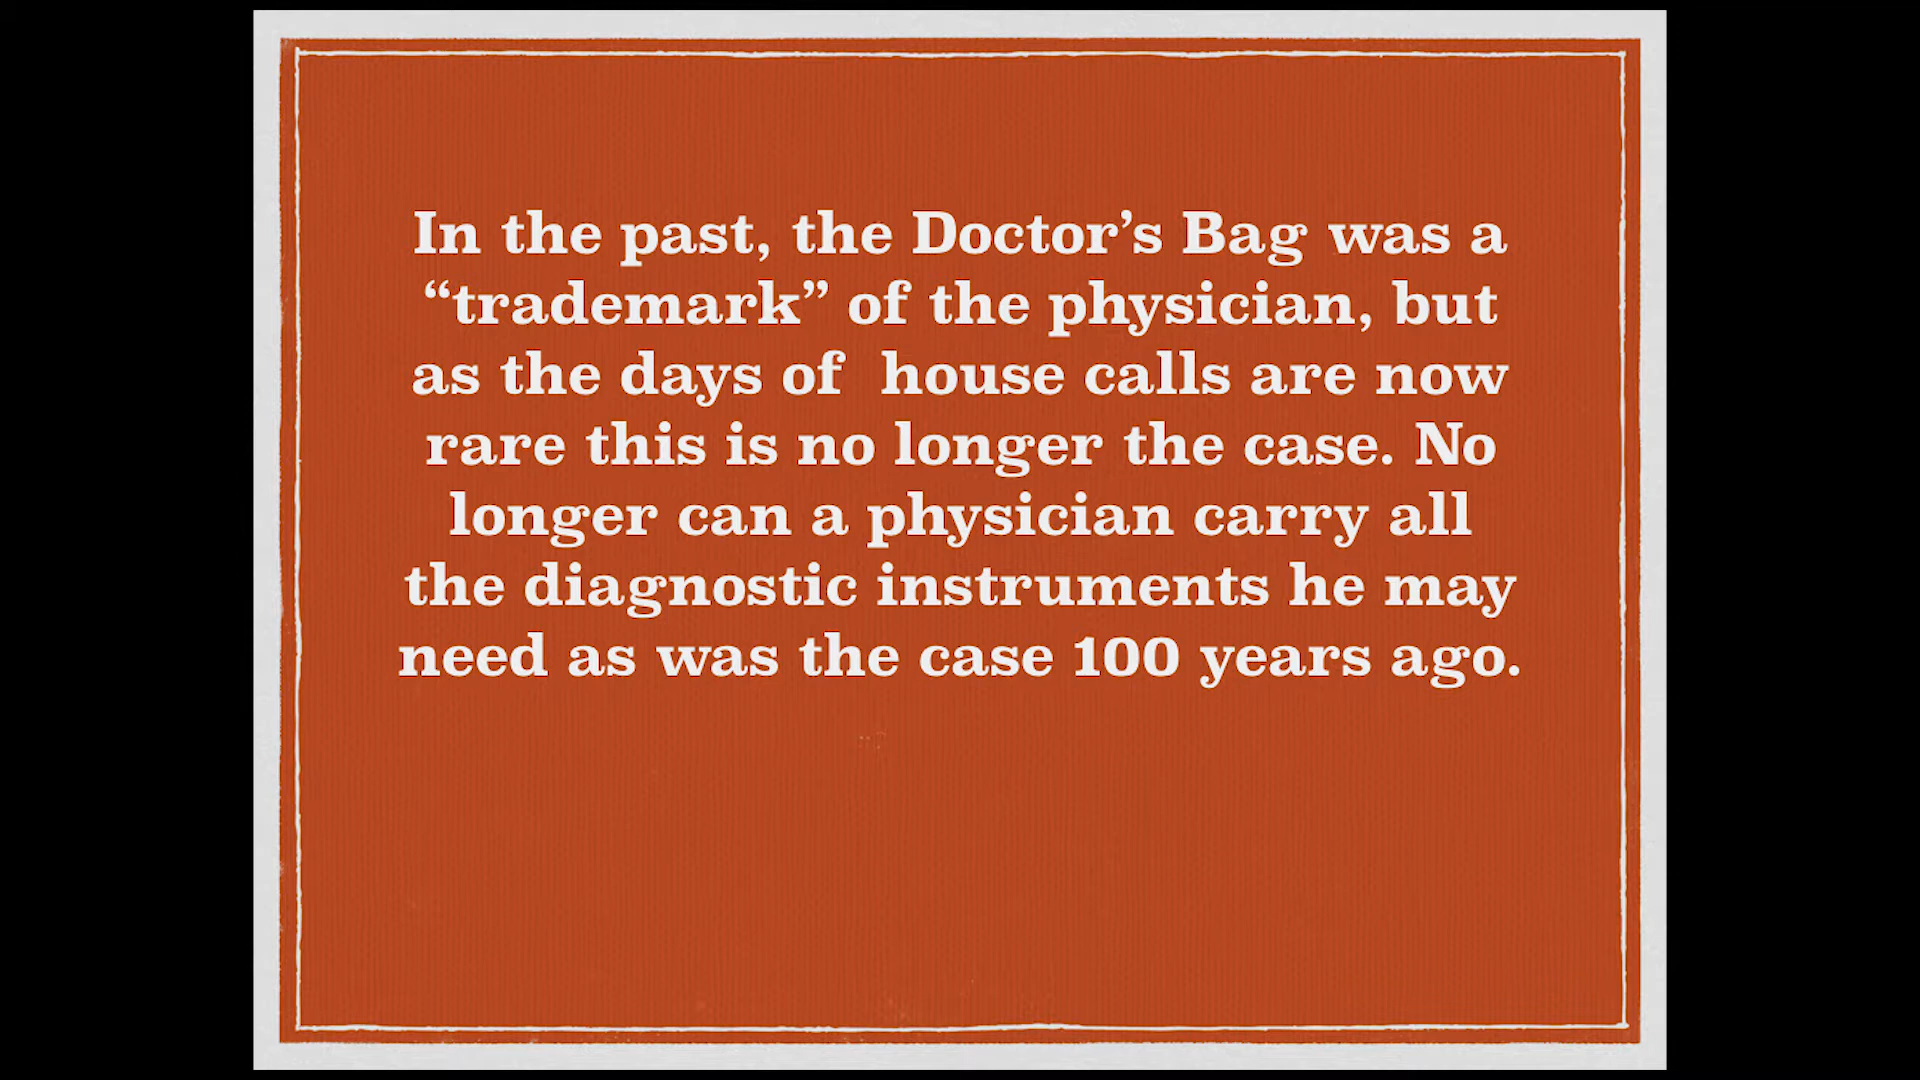 In the past, the Doctor’s Bag was a
“trademark” of the physician, but
as the days of  house calls are now
rare this is no longer the case. No
longer can a physician carry all
the diagnostic instruments he may
need as was the case 100 years ago.